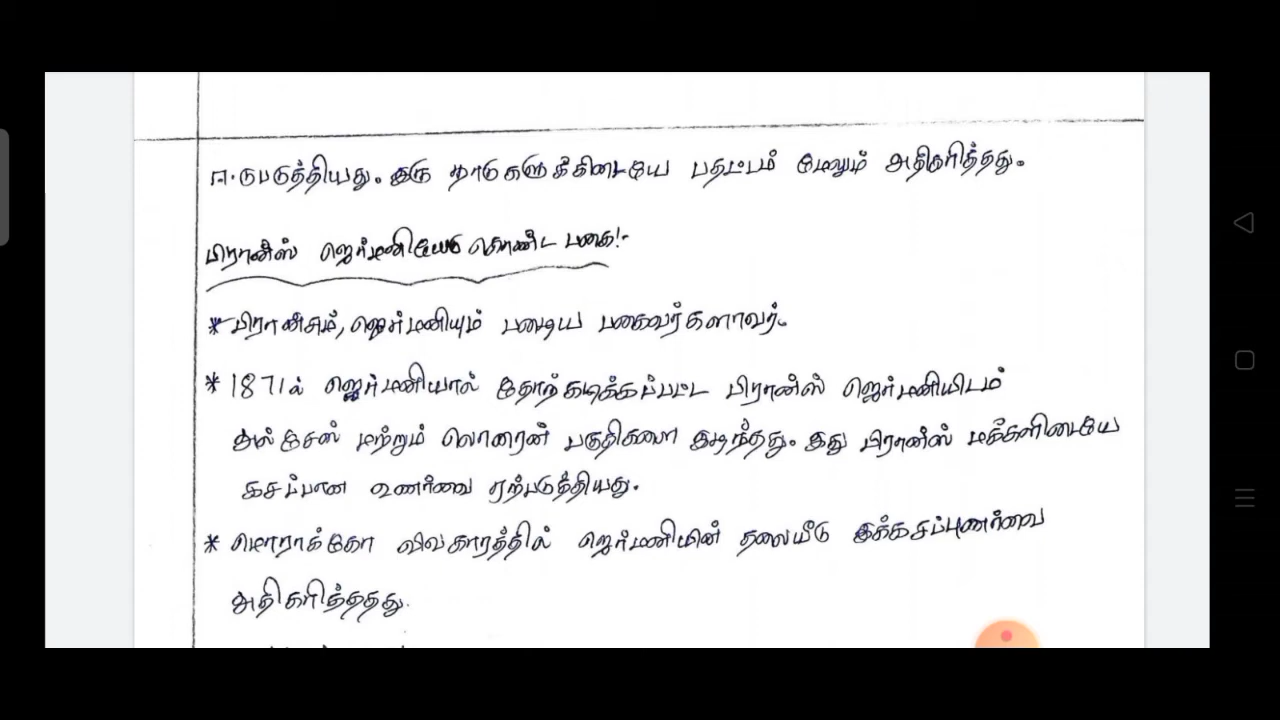 ஈடுபடுத்தியது. இரு நாடுகளுக்கிடையே பதட்டம் மேலும் அதிகரித்தது.
பிரான்ஸ் ஜெர்மனியோடு கொண்ட பகை:-
* பிரான்சும், ஜெர்மனியும் பழைய பகைவர்களாவர்.
* 1871ல் ஜெர்மனியால் தோற்கடிக்கப்பட்ட பிரான்ஸ் ஜெர்மனியிடம்
அல்சேஸ் மற்றும் லொரைன் பகுதிகளை இழந்தது. இது பிரான்ஸ் மக்களிடையே
கசப்பான உணர்வை ஏற்படுத்தியது.
* மொராக்கோ விவகாரத்தில் ஜெர்மனியின் தலையீடு இக்கசப்புணர்வை
அதிகரித்ததது.